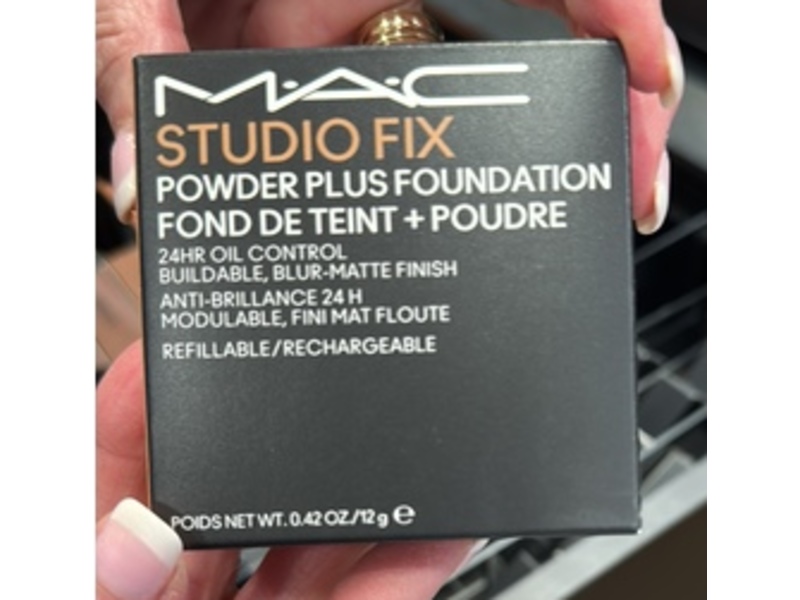 M·A·C
STUDIO FIX
POWDER PLUS FOUNDATION
FOND DE TEINT + POUDRE
24HR OIL CONTROL
BUILDABLE, BLUR-MATTE FINISH
ANTI-BRILLANCE 24 H
MODULABLE, FINI MAT FLOUTE
REFILLABLE/RECHARGEABLE
POIDS NET WT. 0.42 OZ./12 g ℮